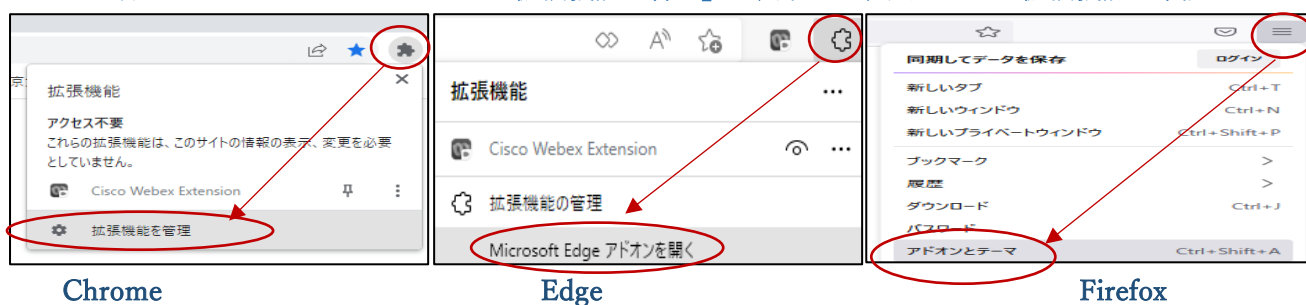 拡張機能
アクセス不要
これらの拡張機能は、このサイトの情報の表示、変更を必要
としていません。
Cisco Webex Extension
拡張機能を管理
Chrome
拡張機能
Cisco Webex Extension
拡張機能の管理
Microsoft Edge アドオンを開く
Edge
同期してデータを保存 ログイン
新しいタブ Ctrl+T
新しいウィンドウ Ctrl+N
新しいプライベートウィンドウ Ctrl+Shift+P
ブックマーク >
履歴 >
ダウンロード Ctrl+J
パスワード
アドオンとテーマ Ctrl+Shift+A
Firefox